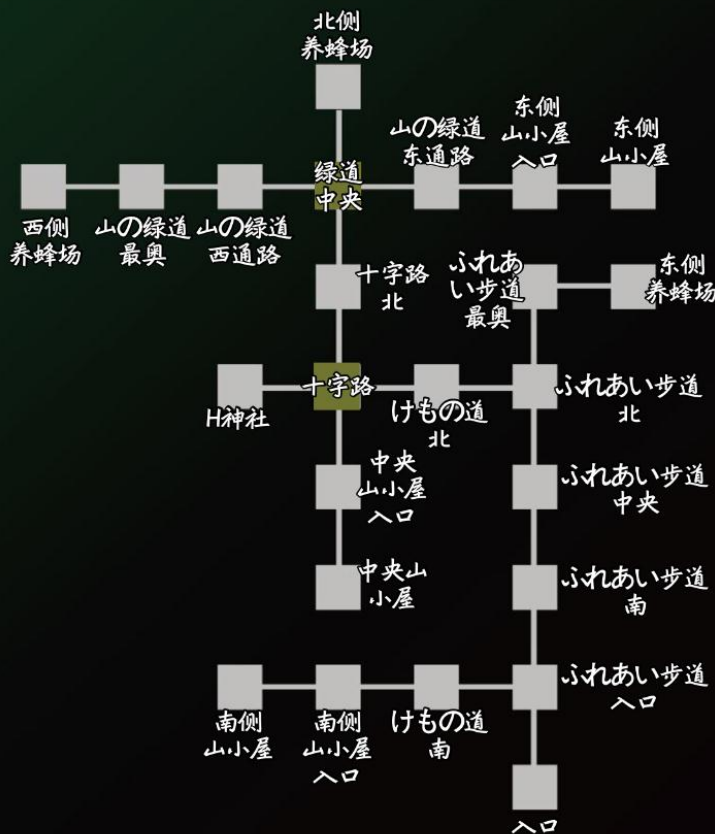 北侧
养蜂场
山の绿道
东通路
东侧
山小屋
入口
东侧
山小屋
绿道
中央
西侧
养蜂场
山の绿道
最奥
山の绿道
西通路
十字路
北
ふれあ
い步道
最奥
东侧
养蜂场
十字路
H神社
けもの道
北
ふれあい步道
北
中央
山小屋
入口
ふれあい步道
中央
中央山
小屋
ふれあい步道
南
ふれあい步道
入口
南侧
山小屋
南侧
山小屋
入口
けもの道
南
入口